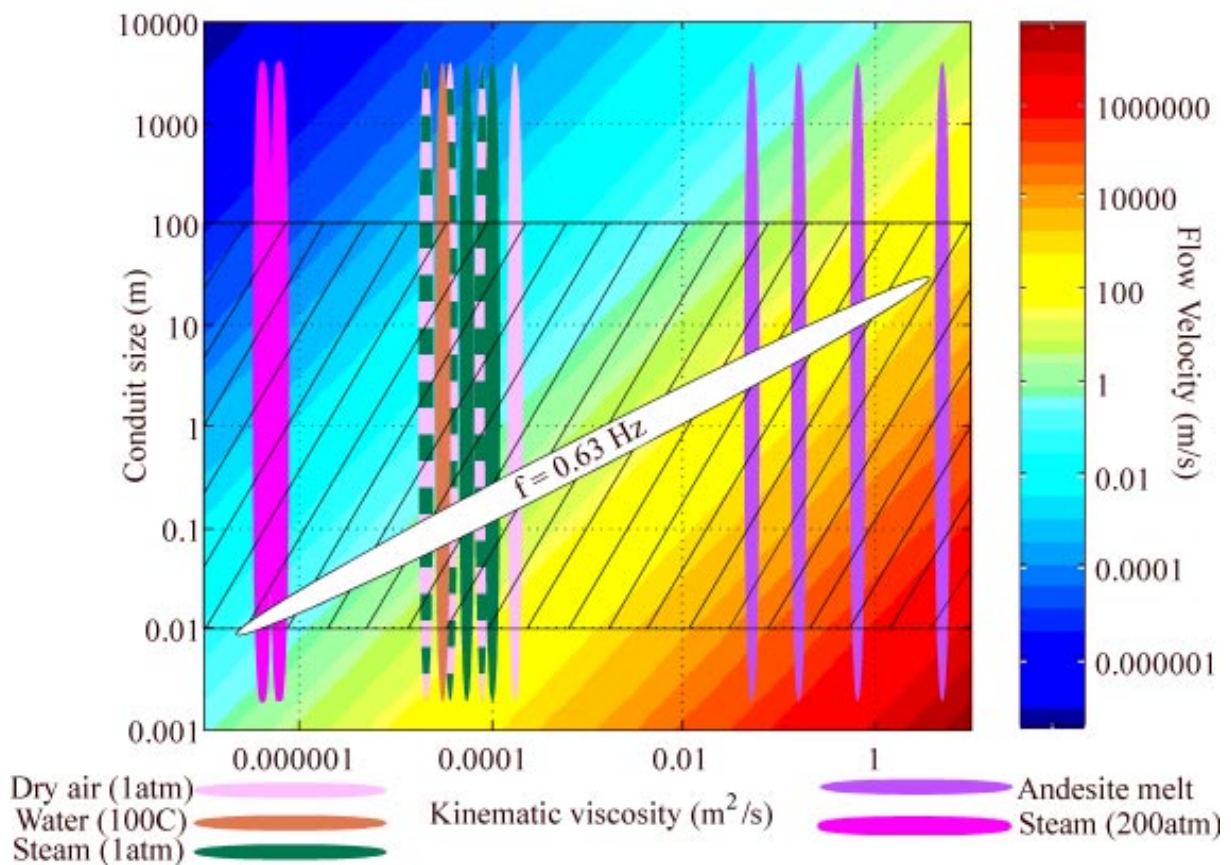 10000
1000
100
10
1
0.1
0.01
0.001
Conduit size (m)
f = 0.63 Hz
0.000001
0.0001
0.01
1
Kinematic viscosity (m²/s)
1000000
10000
100
1
0.01
0.0001
0.000001
Flow Velocity (m/s)
Dry air (1atm)
Water (100C)
Steam (1atm)
Andesite melt
Steam (200atm)